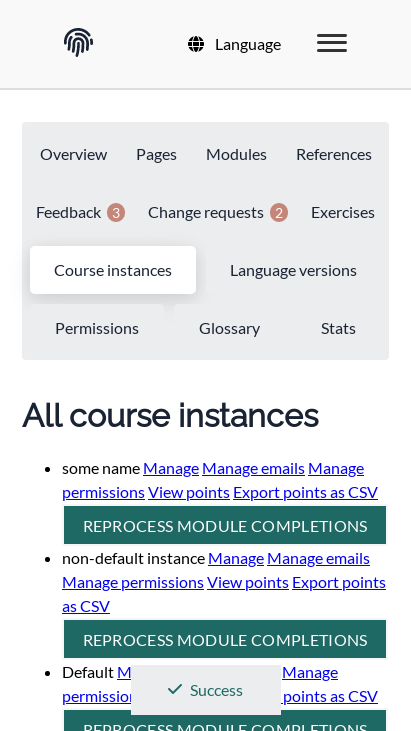 Language
Overview Pages Modules References
Feedback 3 Change requests 2 Exercises
Course instances Language versions
Permissions Glossary Stats
All course instances
some name Manage Manage emails Manage
permissions View points Export points as CSV
REPROCESS MODULE COMPLETIONS
non-default instance Manage Manage emails
Manage permissions View points Export points
as CSV
REPROCESS MODULE COMPLETIONS
Default Manage
Success
points as CSV
REPROCESS MODULE COMPLETIONS